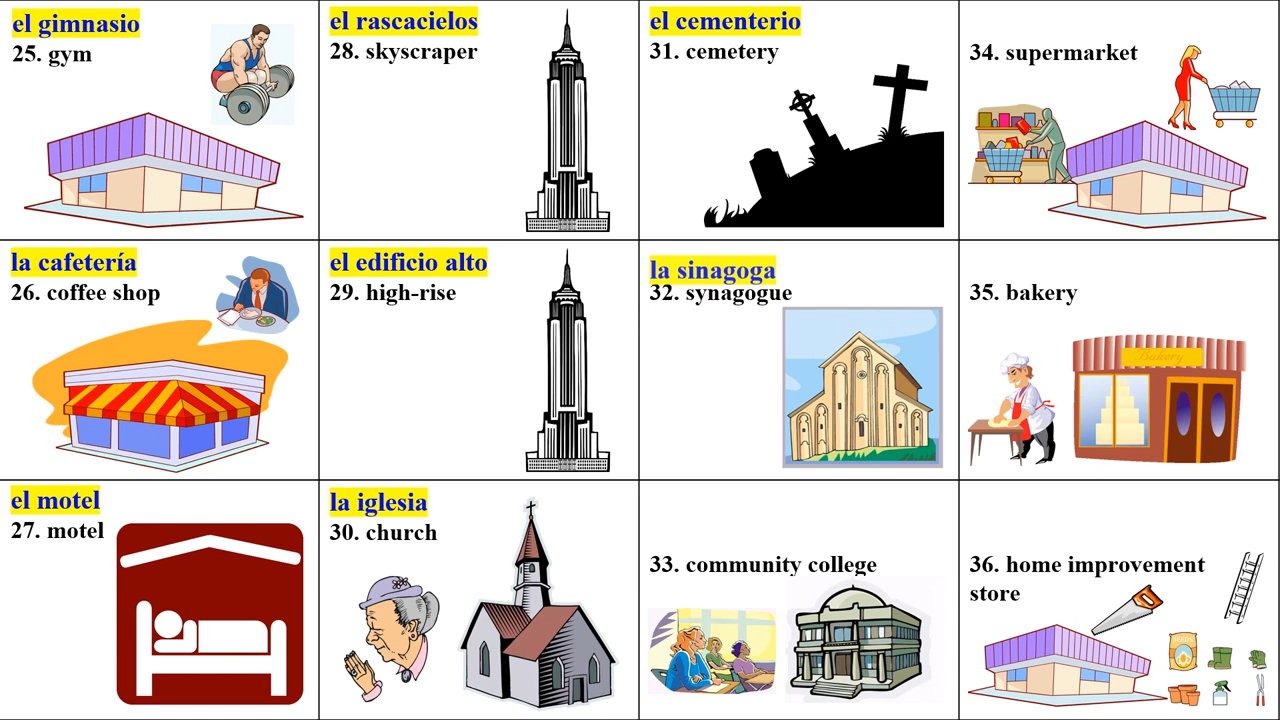 el gimnasio
25. gym
la cafetería
26. coffee shop
el motel
27. motel
el rascacielos
28. skyscraper
el edificio alto
29. high-rise
la iglesia
30. church
el cementerio
31. cemetery
la sinagoga
32. synagogue
33. community college
34. supermarket
35. bakery
Bakery
36. home improvement
store